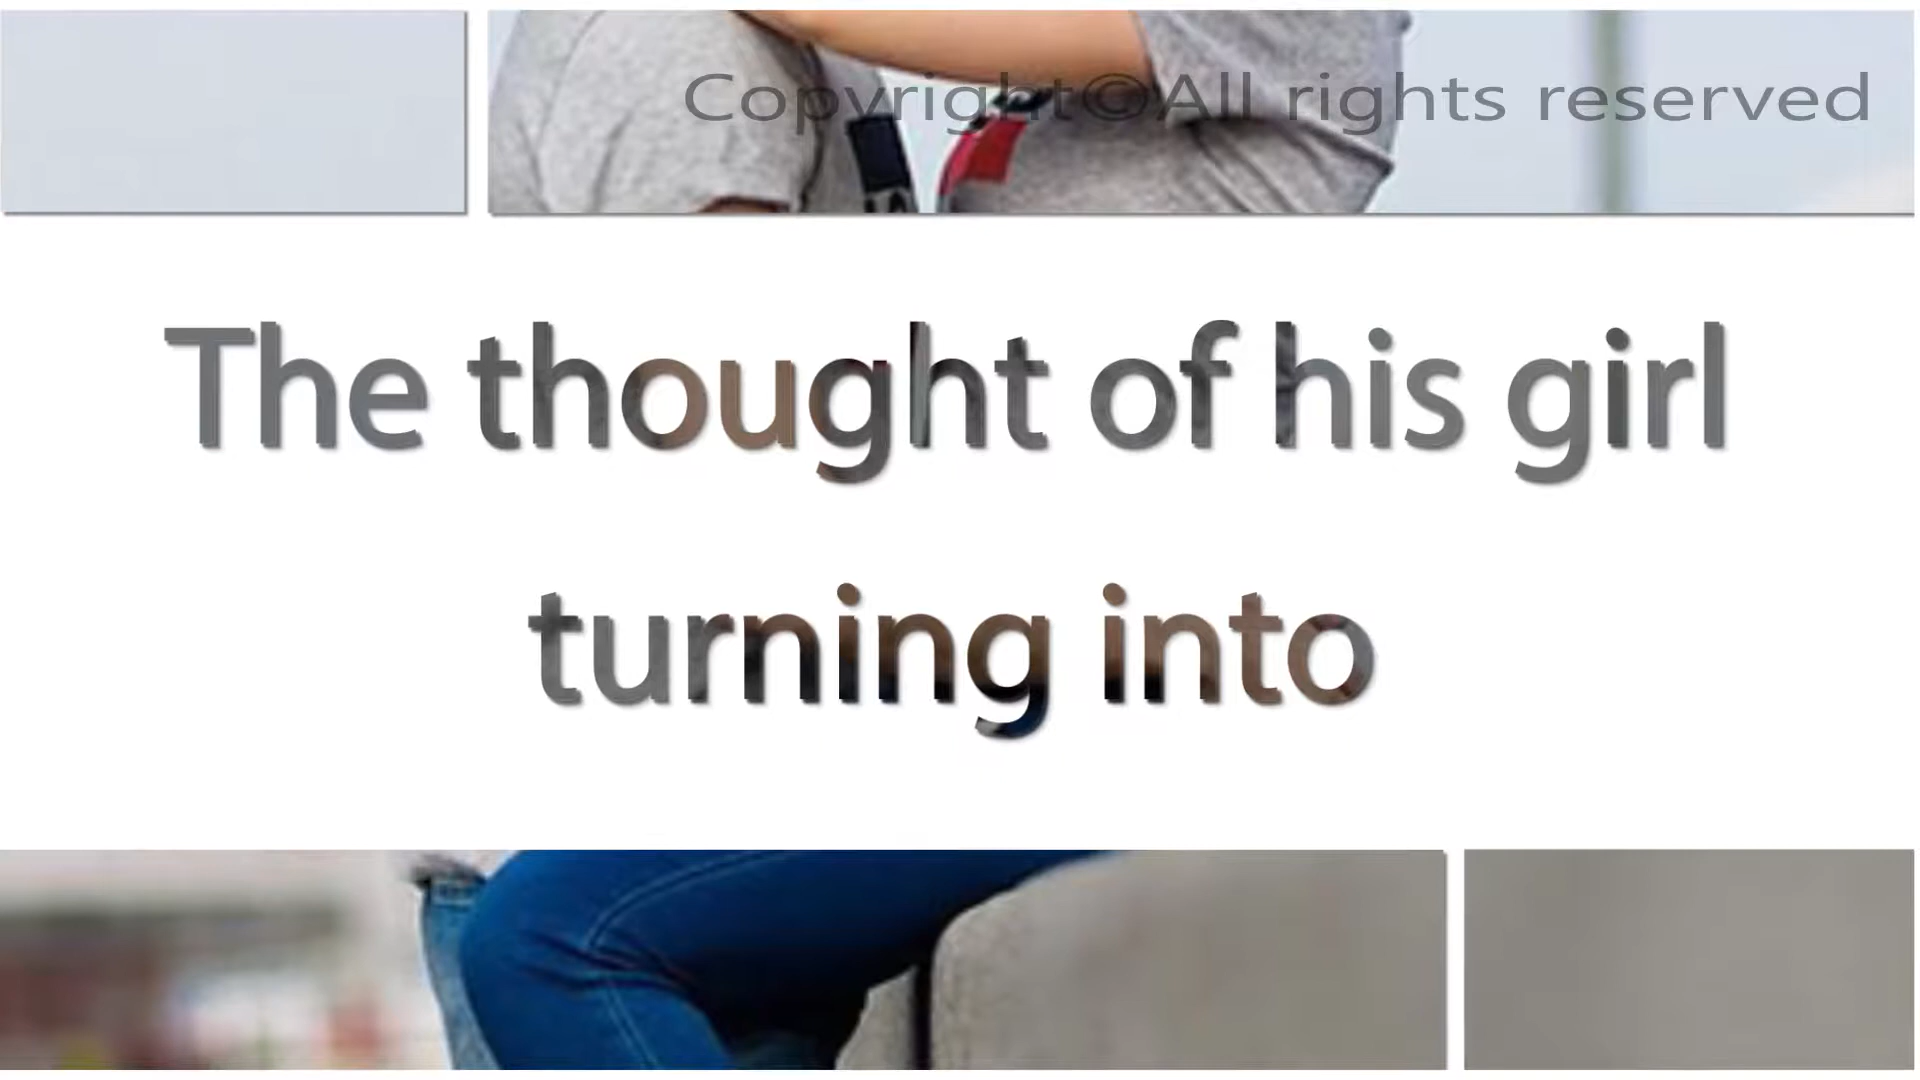 Copyright©All rights reserved
The thought of his girl
turning into